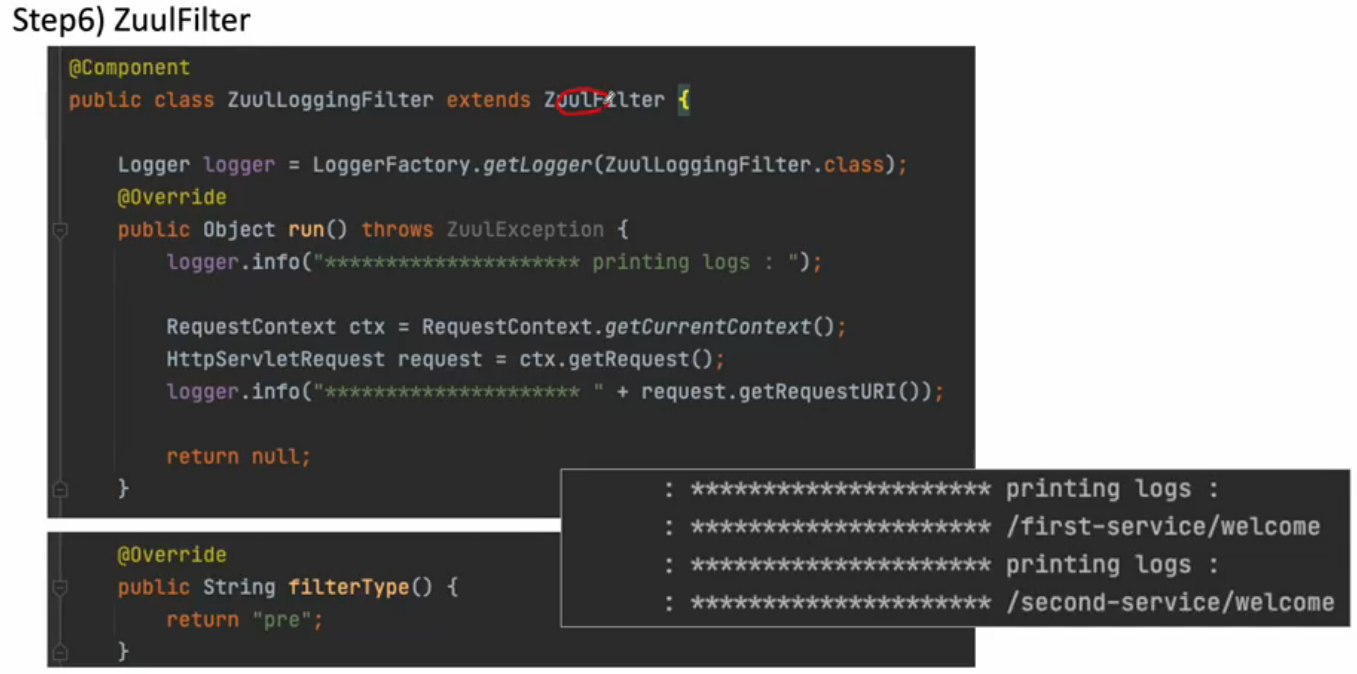 Step6) ZuulFilter
@Component
public class ZuulLoggingFilter extends ZuulFilter {
Logger logger = LoggerFactory.getLogger(ZuulLoggingFilter.class);
@Override
public Object run() throws ZuulException {
logger.info("********************* printing logs : ");
RequestContext ctx = RequestContext.getCurrentContext();
HttpServletRequest request = ctx.getRequest();
logger.info("********************* " + request.getRequestURI());
return null;
}
@Override
public String filterType() {
return "pre";
}
: ********************* printing logs :
: ********************* /first-service/welcome
: ********************* printing logs :
: ********************* /second-service/welcome